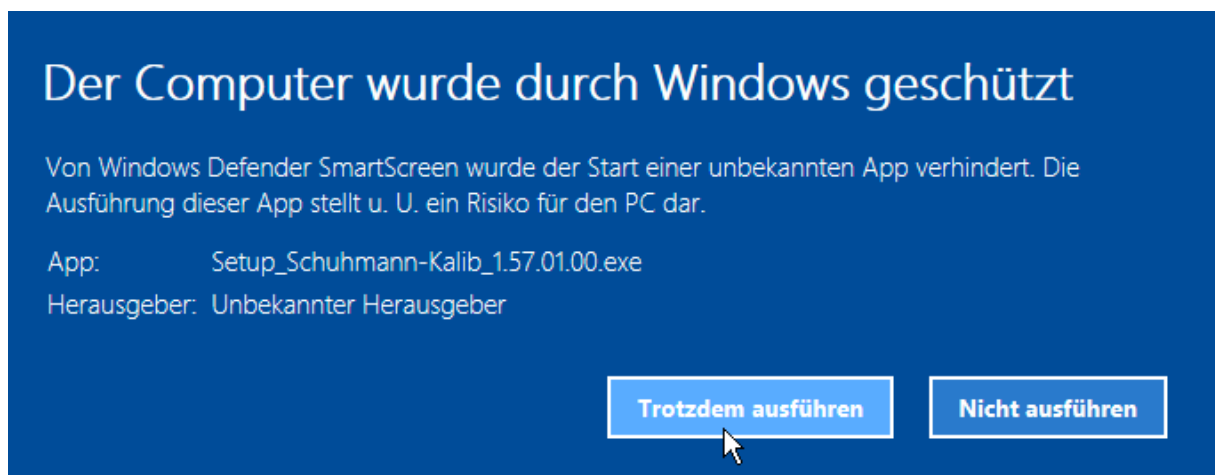 Der Computer wurde durch Windows geschützt
Von Windows Defender SmartScreen wurde der Start einer unbekannten App verhindert. Die
Ausführung dieser App stellt u. U. ein Risiko für den PC dar.
App: Setup_Schuhmann-Kalib_1.57.01.00.exe
Herausgeber: Unbekannter Herausgeber
Trotzdem ausführen Nicht ausführen